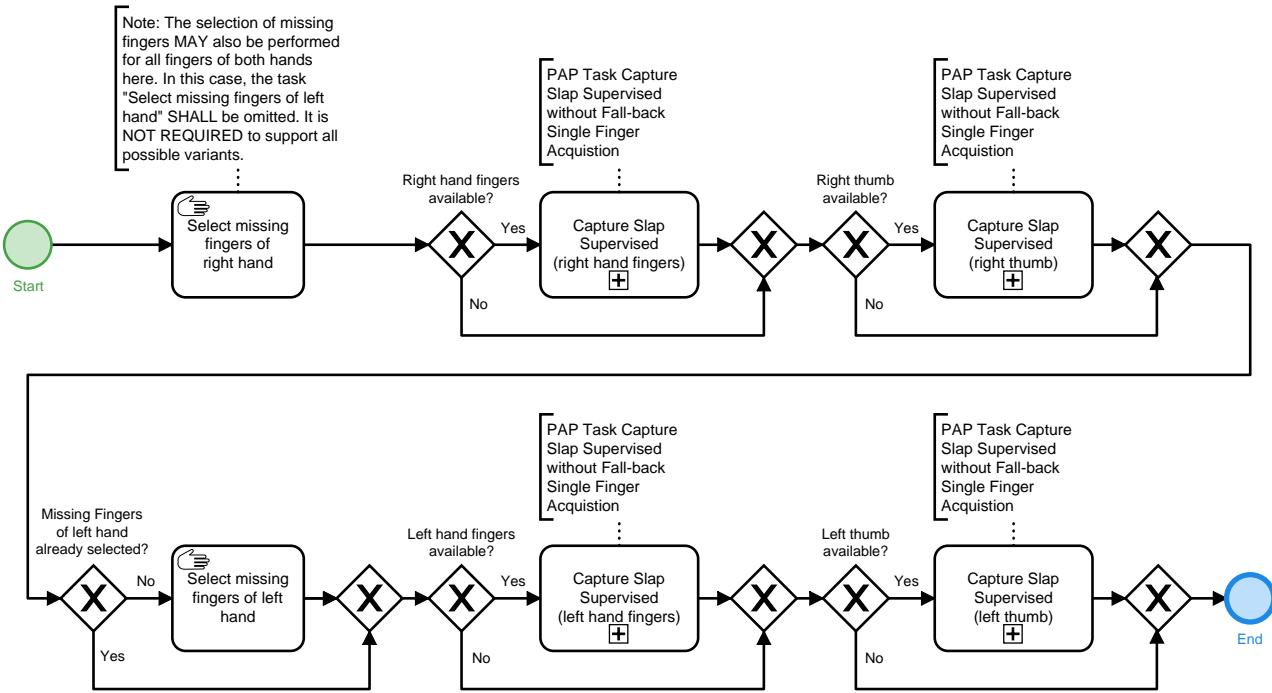 Note: The selection of missing
fingers MAY also be performed
for all fingers of both hands
here. In this case, the task
"Select missing fingers of left
hand" SHALL be omitted. It is
NOT REQUIRED to support all
possible variants.
PAP Task Capture
Slap Supervised
without Fall-back
Single Finger
Acquistion
PAP Task Capture
Slap Supervised
without Fall-back
Single Finger
Acquistion
Start
Select missing
fingers of
right hand
Right hand fingers
available?
Yes
No
Capture Slap
Supervised
(right hand fingers)
Right thumb
available?
Yes
No
Capture Slap
Supervised
(right thumb)
PAP Task Capture
Slap Supervised
without Fall-back
Single Finger
Acquistion
PAP Task Capture
Slap Supervised
without Fall-back
Single Finger
Acquistion
Missing Fingers
of left hand
already selected?
No
Yes
Select missing
fingers of left
hand
Left hand fingers
available?
Yes
No
Capture Slap
Supervised
(left hand fingers)
Left thumb
available?
Yes
No
Capture Slap
Supervised
(left thumb)
End